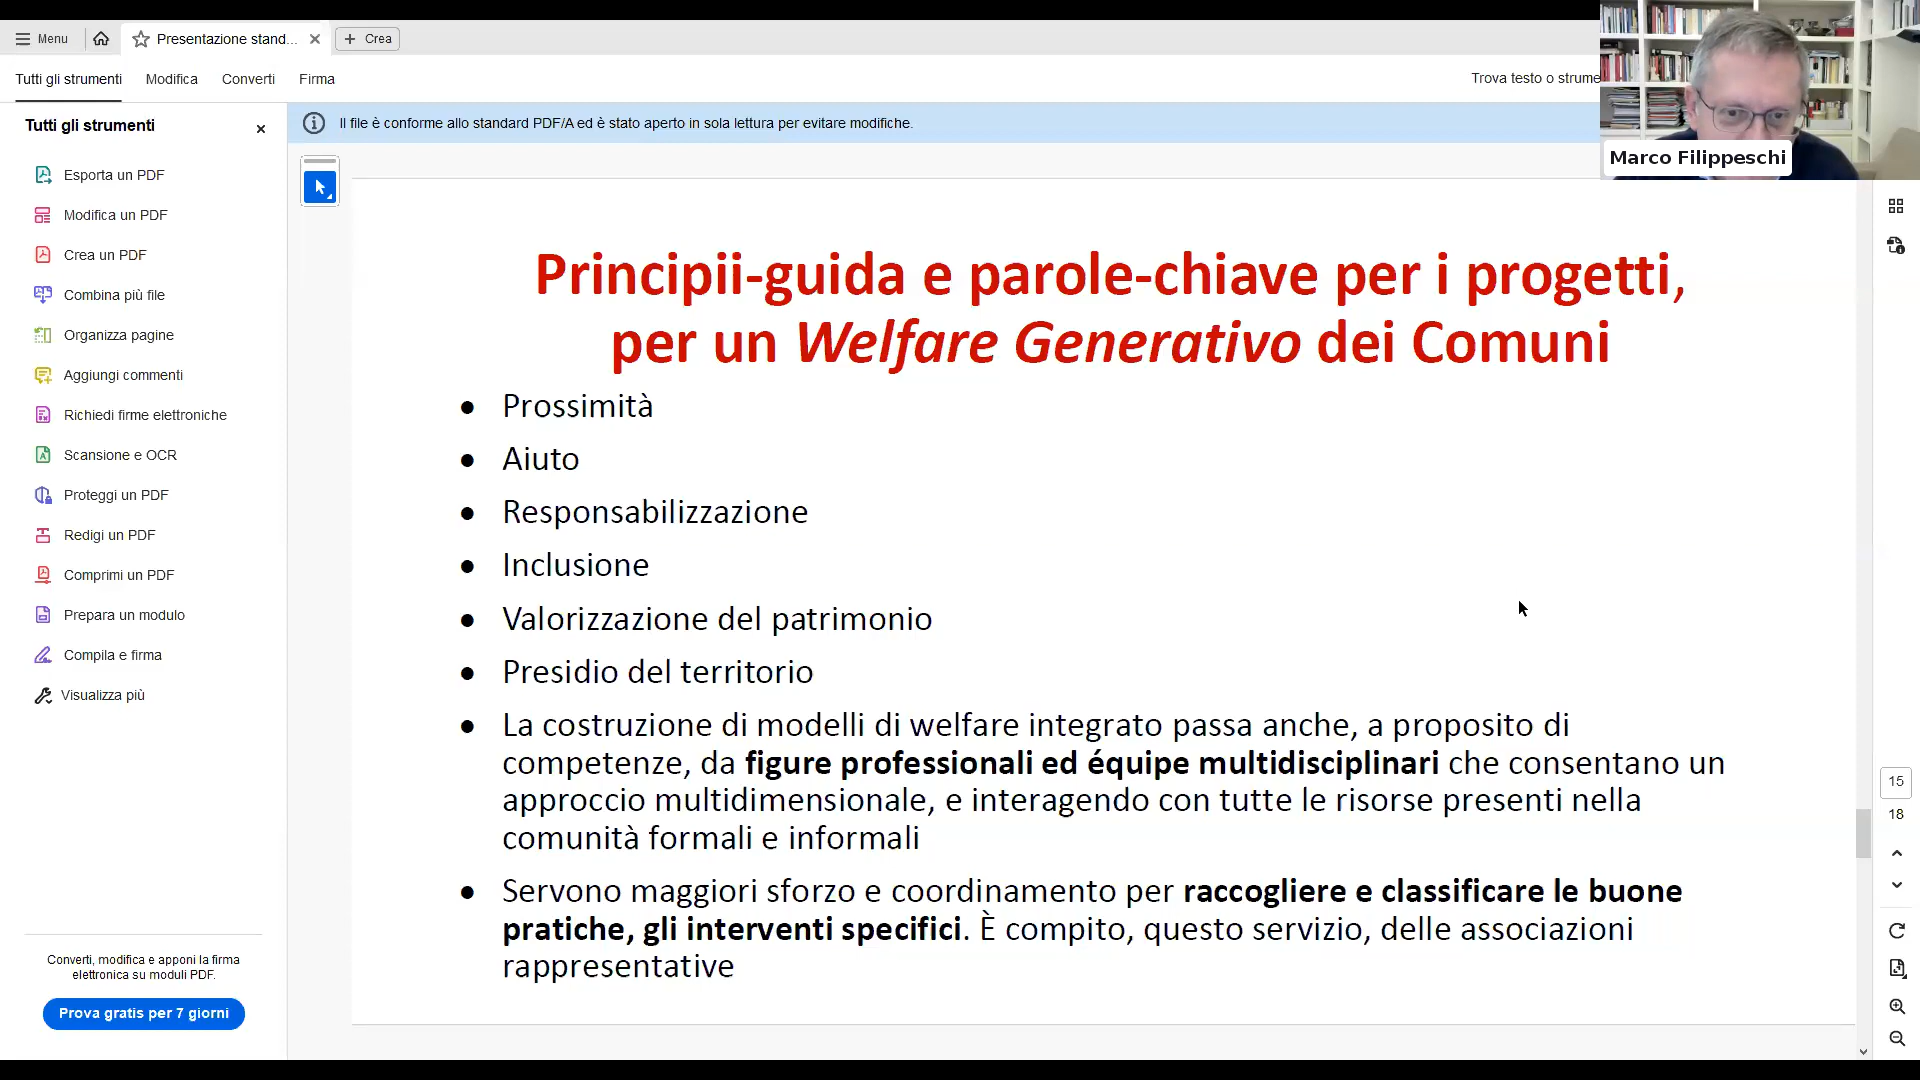 Menu
Presentazione stand...
Crea
Tutti gli strumenti
Modifica
Converti
Firma
Trova testo o strume
Marco Filippeschi
Tutti gli strumenti
Il file è conforme allo standard PDF/A ed è stato aperto in sola lettura per evitare modifiche.
Esporta un PDF
Modifica un PDF
Crea un PDF
Combina più file
Organizza pagine
Aggiungi commenti
Richiedi firme elettroniche
Scansione e OCR
Proteggi un PDF
Redigi un PDF
Comprimi un PDF
Prepara un modulo
Compila e firma
Visualizza più
Converti, modifica e apponi la firma
elettronica su moduli PDF.
Prova gratis per 7 giorni
Principii-guida e parole-chiave per i progetti,
per un Welfare Generativo dei Comuni
● Prossimità
● Aiuto
● Responsabilizzazione
● Inclusione
● Valorizzazione del patrimonio
● Presidio del territorio
● La costruzione di modelli di welfare integrato passa anche, a proposito di
competenze, da figure professionali ed équipe multidisciplinari che consentano un
approccio multidimensionale, e interagendo con tutte le risorse presenti nella
comunità formali e informali
● Servono maggiori sforzo e coordinamento per raccogliere e classificare le buone
pratiche, gli interventi specifici. È compito, questo servizio, delle associazioni
rappresentative
15
18